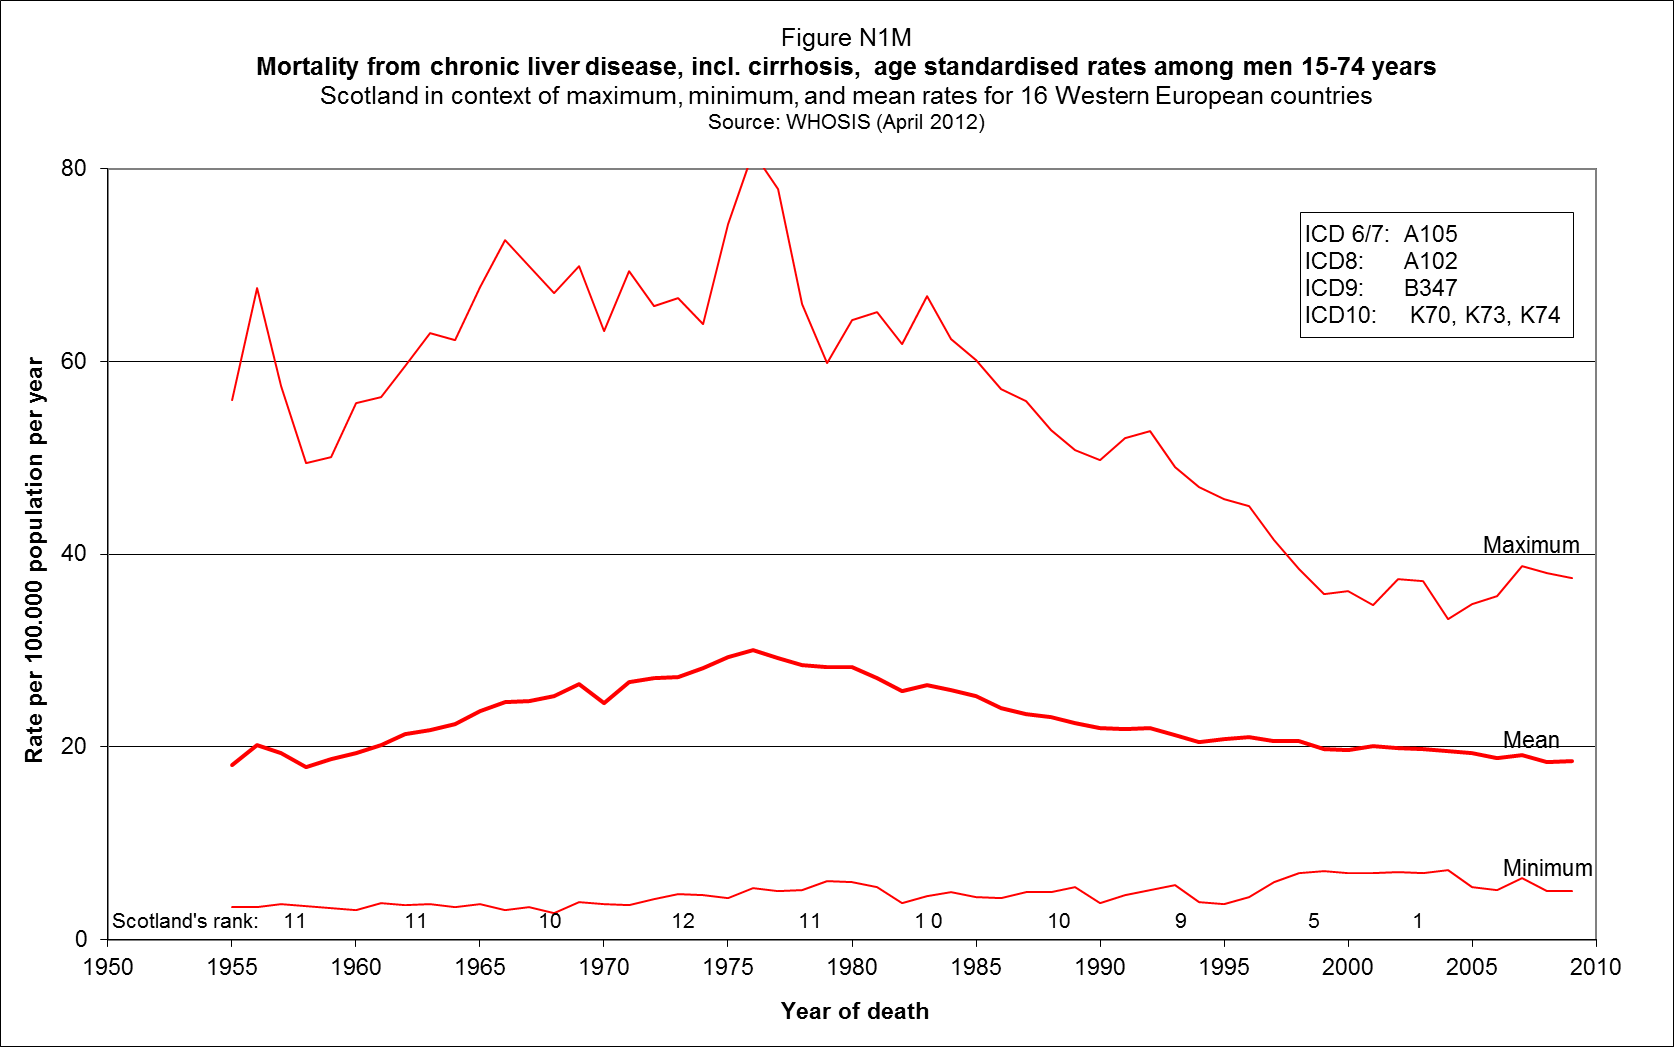 Figure N1M
Mortality from chronic liver disease, incl. cirrhosis, age standardised rates among men 15-74 years
Scotland in context of maximum, minimum, and mean rates for 16 Western European countries
Source: WHOSIS (April 2012)
80
60
40
20
0
Rate per 100.000 population per year
ICD 6/7: A105
ICD8: A102
ICD9: B347
ICD10: K70, K73, K74
Maximum
Mean
Minimum
Scotland's rank: 11 11 10 12 11 1 0 10 9 5 1
1950 1955 1960 1965 1970 1975 1980 1985 1990 1995 2000 2005 2010
Year of death